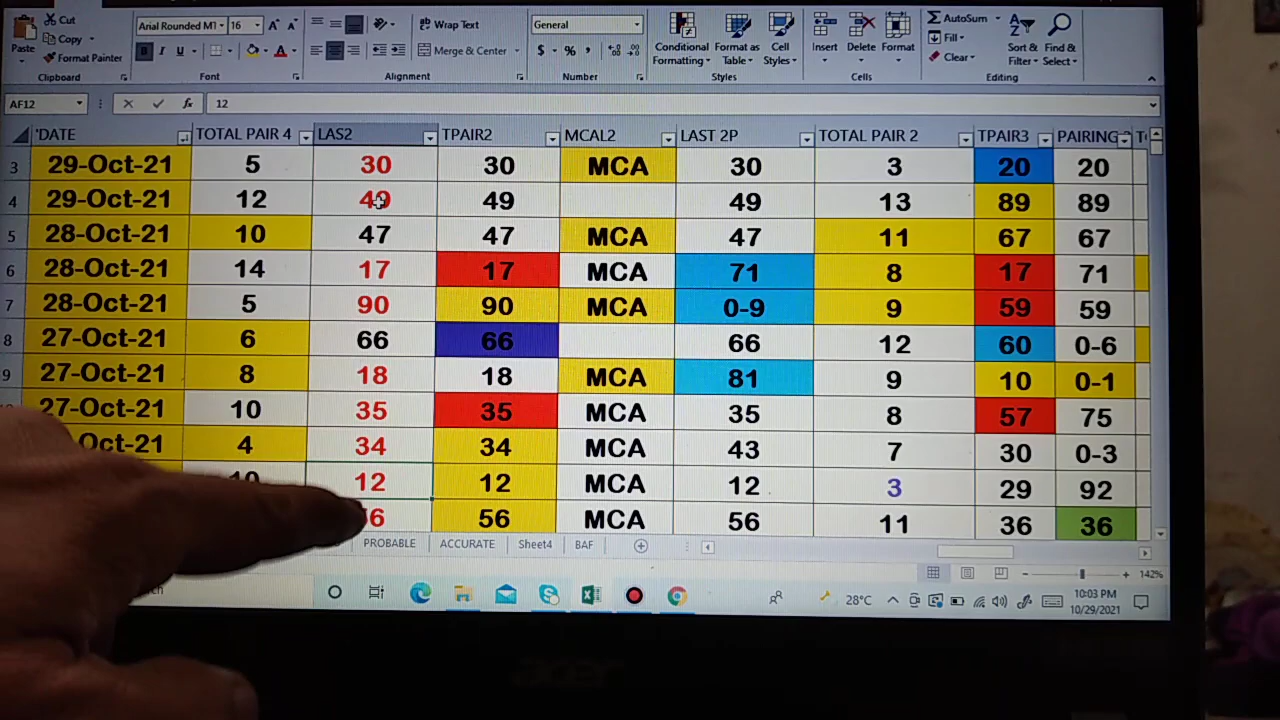 Cut
Copy
Paste
Format Painter
Clipboard
Arial Rounded MT
16
A A
B I U
A
Font
Wrap Text
Merge & Center
Alignment
General
$ % ,
Number
Conditional Formatting
Format as Table
Cell Styles
Styles
Insert
Delete
Format
Cells
AutoSum
Fill
Clear
Sort & Filter
Find & Select
Editing
AF12 fx 12
'DATE TOTAL PAIR 4 LAS2 TPAIR2 MCAL2 LAST 2P TOTAL PAIR 2 TPAIR3 PAIRING
3 29-Oct-21 5 30 30 MCA 30 3 20 20
4 29-Oct-21 12 49 49 49 13 89 89
5 28-Oct-21 10 47 47 MCA 47 11 67 67
6 28-Oct-21 14 17 17 MCA 71 8 17 71
7 28-Oct-21 5 90 90 MCA 0-9 9 59 59
8 27-Oct-21 6 66 66 66 12 60 0-6
9 27-Oct-21 8 18 18 MCA 81 9 10 0-1
27-Oct-21 10 35 35 MCA 35 8 57 75
Oct-21 4 34 34 MCA 43 7 30 0-3
10 12 12 MCA 12 3 29 92
56 MCA 56 11 36 36
PROBABLE ACCURATE Sheet4 BAF
142%
28°C
10:03 PM
10/29/2021
acer